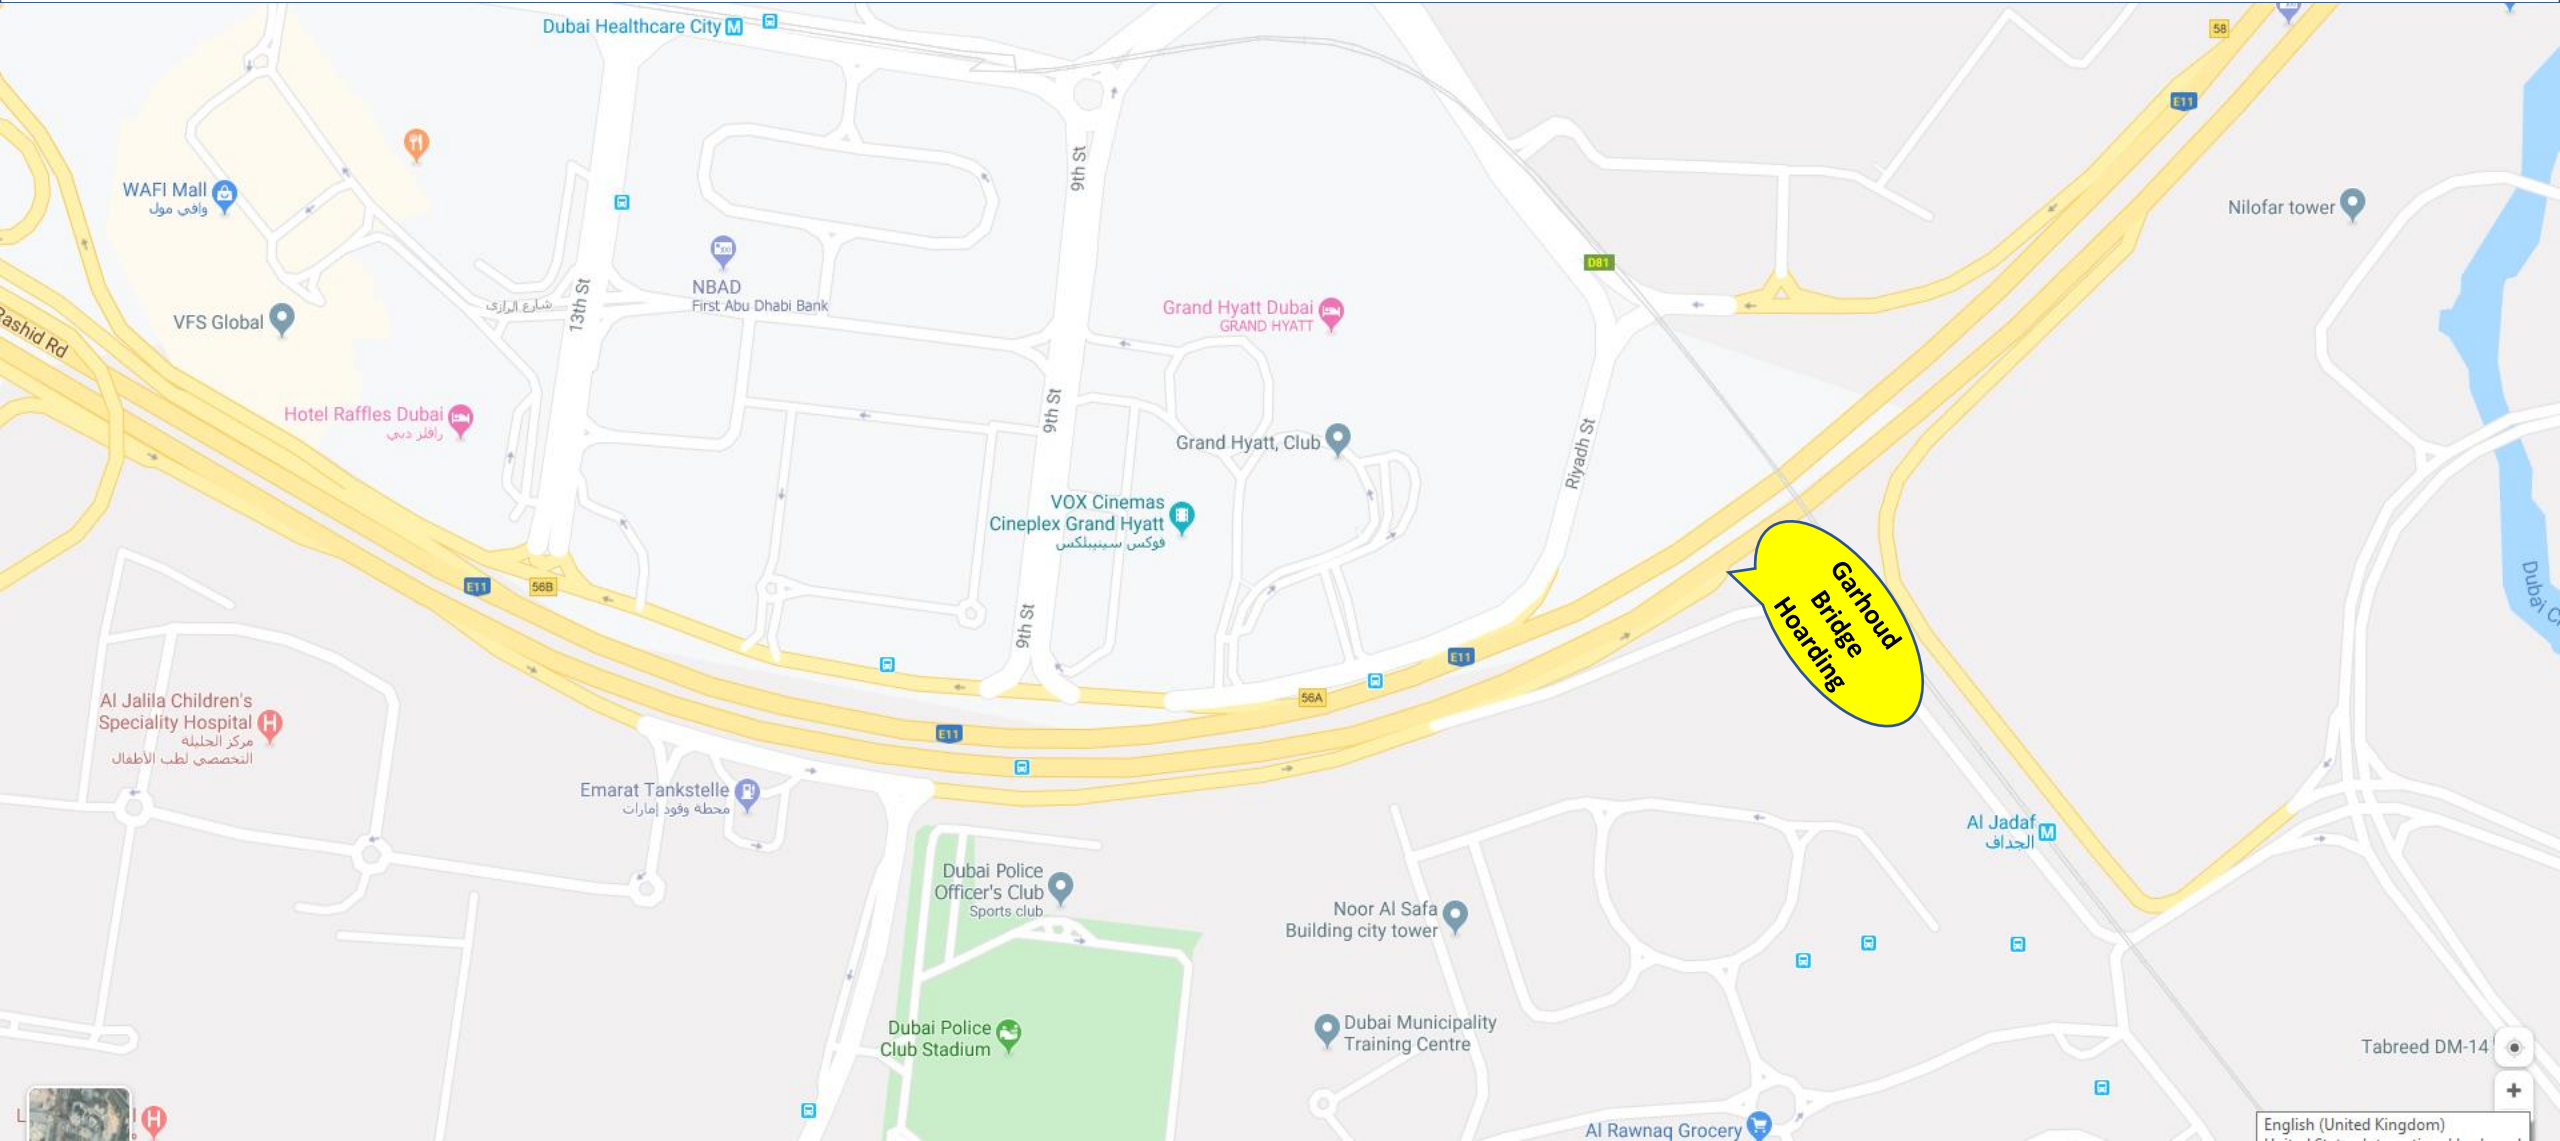 Dubai Healthcare City
58
E11
WAFI Mall
وافي مول
9th St
Nilofar tower
D81
NBAD
First Abu Dhabi Bank
شارع الرازي
13th St
Grand Hyatt Dubai
GRAND HYATT
VFS Global
Rashid Rd
Hotel Raffles Dubai
رافلز دبي
9th St
Grand Hyatt, Club
Riyadh St
VOX Cinemas
Cineplex Grand Hyatt
فوكس سينيبلكس
E11
56B
Garhoud
Bridge
Hoarding
Dubai
9th St
E11
56A
Al Jalila Children's
Speciality Hospital
مركز الجليلة
التخصصي لطب الأطفال
E11
Emarat Tankstelle
محطة وقود إمارات
Al Jadaf
الجداف
Dubai Police
Officer's Club
Sports club
Noor Al Safa
Building city tower
Dubai Police
Club Stadium
Dubai Municipality
Training Centre
Tabreed DM-14
Al Rawnaq Grocery
English (United Kingdom)